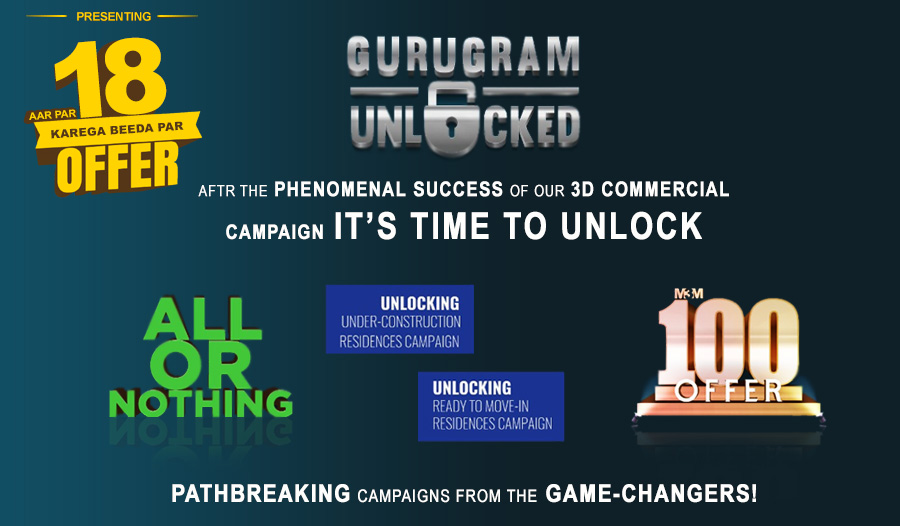 PRESENTING
18
AAR PAR
KAREGA BEEDA PAR
OFFER
GURUGRAM
UNLOCKED
AFTR THE PHENOMENAL SUCCESS OF OUR 3D COMMERCIAL
CAMPAIGN IT'S TIME TO UNLOCK
ALL
OR
NOTHING
UNLOCKING
UNDER-CONSTRUCTION
RESIDENCES CAMPAIGN
UNLOCKING
READY TO MOVE-IN
RESIDENCES CAMPAIGN
M3M
100
OFFER
PATHBREAKING CAMPAIGNS FROM THE GAME-CHANGERS!